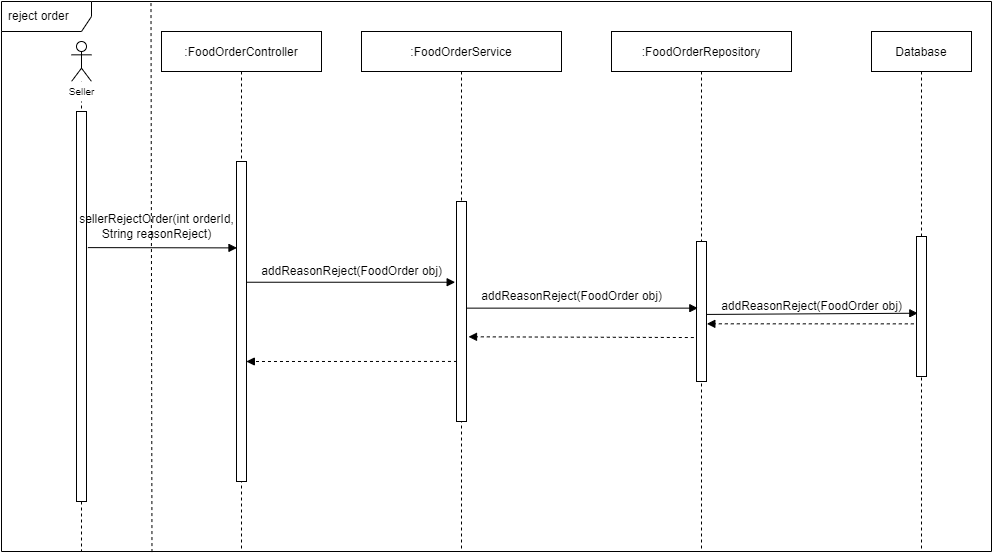 reject order
:FoodOrderController
:FoodOrderService
:FoodOrderRepository
Database
Seller
sellerRejectOrder(int orderId,
String reasonReject)
addReasonReject(FoodOrder obj)
addReasonReject(FoodOrder obj)
addReasonReject(FoodOrder obj)